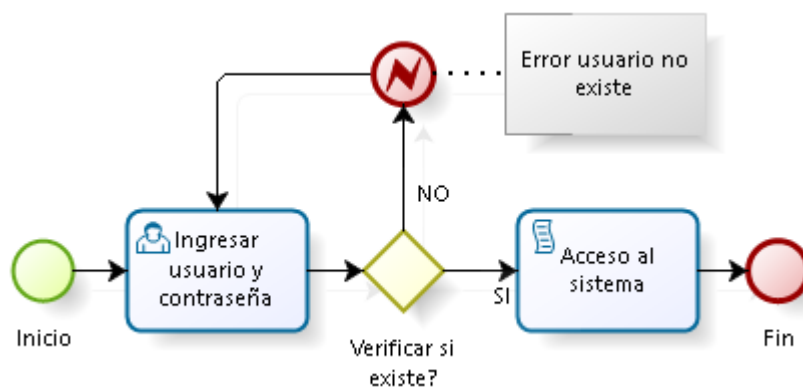 Error usuario no
existe
NO
Ingresar
usuario y
contraseña
Acceso al
sistema
SI
Inicio
Verificar si
existe?
Fin